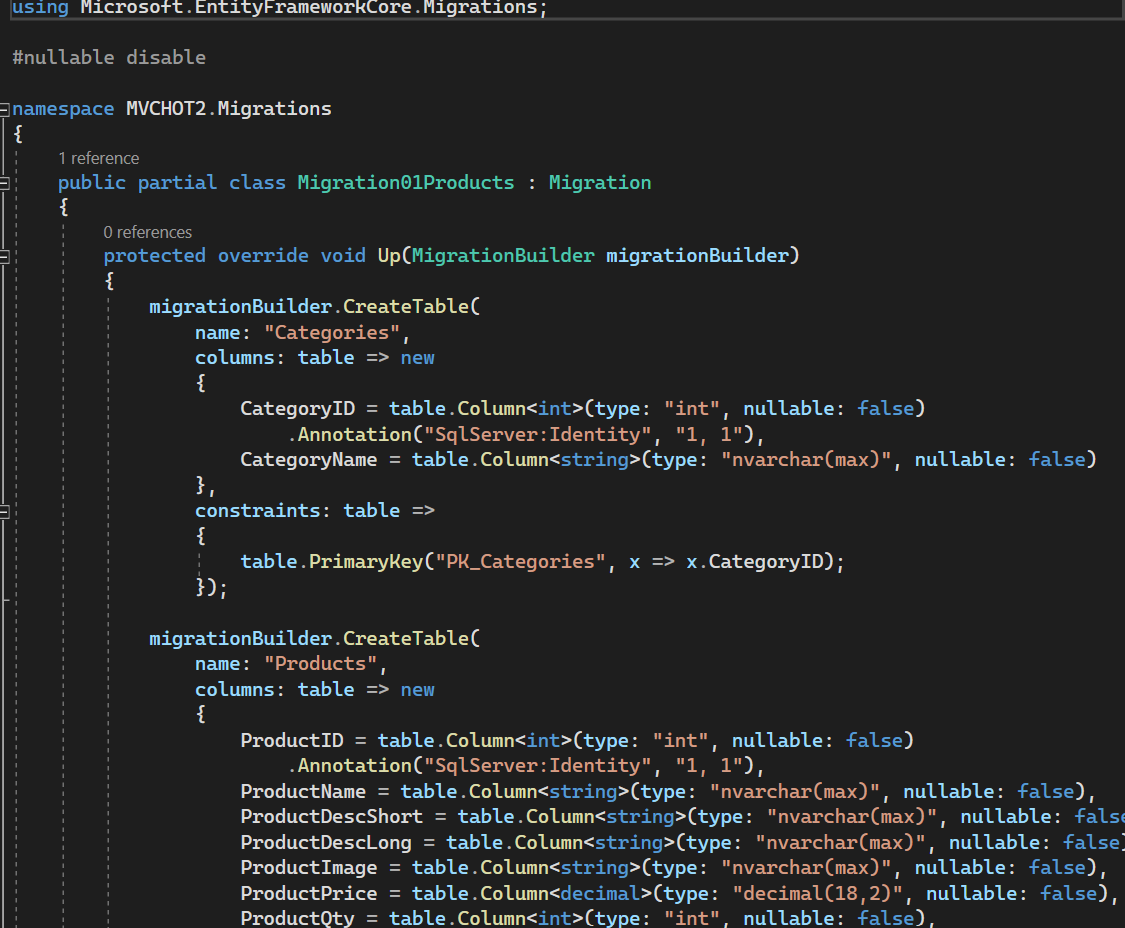 using Microsoft.EntityFrameworkCore.Migrations;
#nullable disable
namespace MVCHOT2.Migrations
{
1 reference
public partial class Migration01Products : Migration
{
0 references
protected override void Up(MigrationBuilder migrationBuilder)
{
migrationBuilder.CreateTable(
name: "Categories",
columns: table => new
{
CategoryID = table.Column<int>(type: "int", nullable: false)
.Annotation("SqlServer:Identity", "1, 1"),
CategoryName = table.Column<string>(type: "nvarchar(max)", nullable: false)
},
constraints: table =>
{
table.PrimaryKey("PK_Categories", x => x.CategoryID);
});
migrationBuilder.CreateTable(
name: "Products",
columns: table => new
{
ProductID = table.Column<int>(type: "int", nullable: false)
.Annotation("SqlServer:Identity", "1, 1"),
ProductName = table.Column<string>(type: "nvarchar(max)", nullable: false),
ProductDescShort = table.Column<string>(type: "nvarchar(max)", nullable: false
ProductDescLong = table.Column<string>(type: "nvarchar(max)", nullable: false)
ProductImage = table.Column<string>(type: "nvarchar(max)", nullable: false),
ProductPrice = table.Column<decimal>(type: "decimal(18,2)", nullable: false),
ProductQty = table.Column<int>(type: "int", nullable: false),